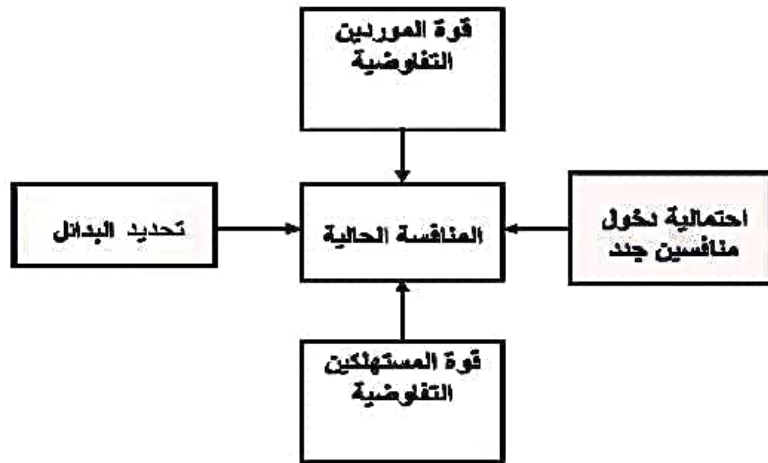 قوة الموردين
التفاوضية
احتمالية دخول
منافسين جدد
المنافسة الحالية
تحديد البدائل
قوة المستهلكين
التفاوضية